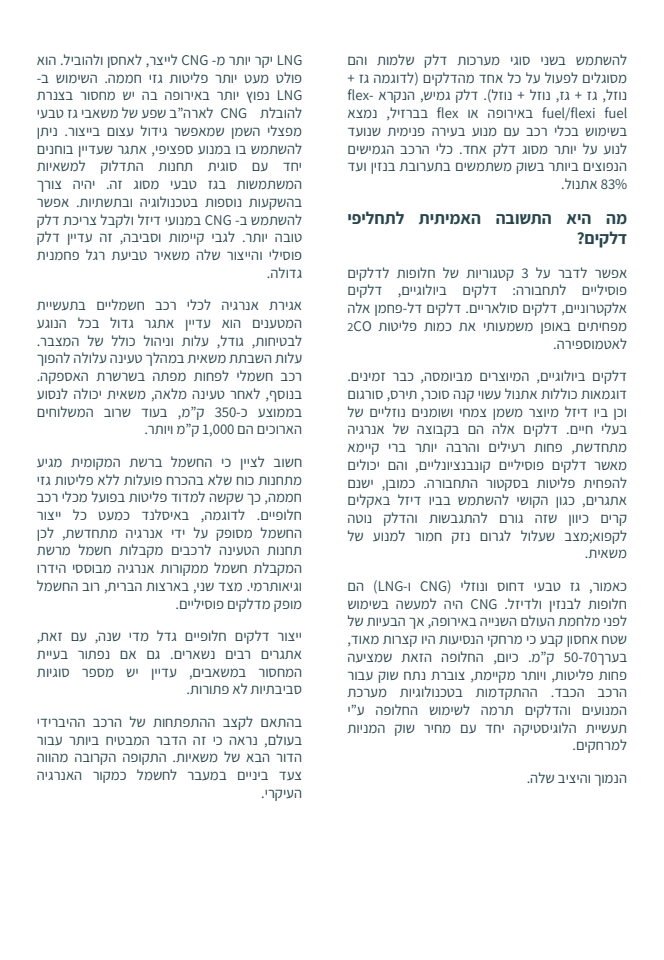 להשתמש בשני סוגי מערכות דלק שלמות והם
מסוגלים לפעול על כל אחד מהדלקים (לדוגמה גז +
נוזל, גז + גז, נוזל + נוזל). דלק גמיש, הנקרא flex-
fuel/flexi fuel באירופה או flex בברזיל, נמצא
בשימוש בכלי רכב עם מנוע בעירה פנימית שנועד
לנוע על יותר מסוג דלק אחד. כלי הרכב הגמישים
הנפוצים ביותר בשוק משתמשים בתערובת בנזין ועד
83% אתנול.
מה היא התשובה האמיתית לתחליפי
דלקים?
אפשר לדבר על 3 קטגוריות של חלופות לדלקים
פוסיליים לתחבורה: דלקים ביולוגיים, דלקים
אלקטרוניים, דלקים סולאריים. דלקים דל-פחמן אלה
מפחיתים באופן משמעותי את כמות פליטות 2CO
לאטמוספירה.
דלקים ביולוגיים, המיוצרים מביומסה, כבר זמינים.
דוגמאות כוללות אתנול עשוי קנה סוכר, תירס, סורגום
וכן ביו דיזל מיוצר משמן צמחי ושומנים נוזליים של
בעלי חיים. דלקים אלה הם בקבוצה של אנרגיה
מתחדשת, פחות רעילים והרבה יותר ברי קיימא
מאשר דלקים פוסיליים קונבנציונליים, והם יכולים
להפחית פליטות בסקטור התחבורה. כמובן, ישנם
אתגרים, כגון הקושי להשתמש בביו דיזל באקלים
קרים כיוון שזה גורם להתגבשות והדלק נוטה
לקפוא;מצב שעלול לגרום נזק חמור למנוע של
משאית.
כאמור, גז טבעי דחוס ונוזלי (CNG ו-LNG) הם
חלופות לבנזין ולדיזל. CNG היה למעשה בשימוש
לפני מלחמת העולם השנייה באירופה, אך הבעיות של
שטח אחסון קבע כי מרחקי הנסיעות היו קצרות מאוד,
בערך50-70 ק"מ. כיום, החלופה הזאת שמציעה
פחות פליטות, ויותר מקיימת, צוברת נתח שוק עבור
הרכב הכבד. ההתקדמות בטכנולוגיות מערכת
המנועים והדלקים תרמה לשימוש החלופה ע"י
תעשיית הלוגיסטיקה יחד עם מחיר שוק המניות
למרחקים.
הנמוך והיציב שלה.
LNG יקר יותר מ- CNG לייצר, לאחסן ולהוביל. הוא
פולט מעט יותר פליטות גזי חממה. השימוש ב-
LNG נפוץ יותר באירופה בה יש מחסור בצנרת
להובלת CNG לארה"ב שפע של משאבי גז טבעי
מפצלי השמן שמאפשר גידול עצום בייצור. ניתן
להשתמש בו במנוע ספציפי, אתגר שעדיין בוחנים
יחד עם סוגית תחנות התדלוק למשאיות
המשתמשות בגז טבעי מסוג זה. יהיה צורך
בהשקעות נוספות בטכנולוגיה ובתשתיות. אפשר
להשתמש ב- CNG במנועי דיזל ולקבל צריכת דלק
טובה יותר. לגבי קיימות וסביבה, זה עדיין דלק
פוסילי והייצור שלה משאיר טביעת רגל פחמנית
גדולה.
אגירת אנרגיה לכלי רכב חשמליים בתעשיית
המטענים הוא עדיין אתגר גדול בכל הנוגע
לבטיחות, גודל, עלות וניהול כולל של המצבר.
עלות השבתת משאית במהלך טעינה עלולה להפוך
רכב חשמלי לפחות מפתה בשרשרת האספקה.
בנוסף, לאחר טעינה מלאה, משאית יכולה לנסוע
בממוצע כ-350 ק"מ, בעוד שרוב המשלוחים
הארוכים הם 1,000 ק"מ ויותר.
חשוב לציין כי החשמל ברשת המקומית מגיע
מתחנות כוח שלא בהכרח פועלות ללא פליטות גזי
חממה, כך שקשה למדוד פליטות בפועל מכלי רכב
חלופיים. לדוגמה, באיסלנד כמעט כל ייצור
החשמל מסופק על ידי אנרגיה מתחדשת, לכן
תחנות הטעינה לרכבים מקבלות חשמל מרשת
המקבלת חשמל ממקורות אנרגיה מבוססי הידרו
וגיאותרמי. מצד שני, בארצות הברית, רוב החשמל
מופק מדלקים פוסיליים.
ייצור דלקים חלופיים גדל מדי שנה, עם זאת,
אתגרים רבים נשארים. גם אם נפתור בעיית
המחסור במשאבים, עדיין יש מספר סוגיות
סביבתיות לא פתורות.
בהתאם לקצב ההתפתחות של הרכב ההיברידי
בעולם, נראה כי זה הדבר המבטיח ביותר עבור
הדור הבא של משאיות. התקופה הקרובה מהווה
צעד ביניים במעבר לחשמל כמקור האנרגיה
העיקרי.